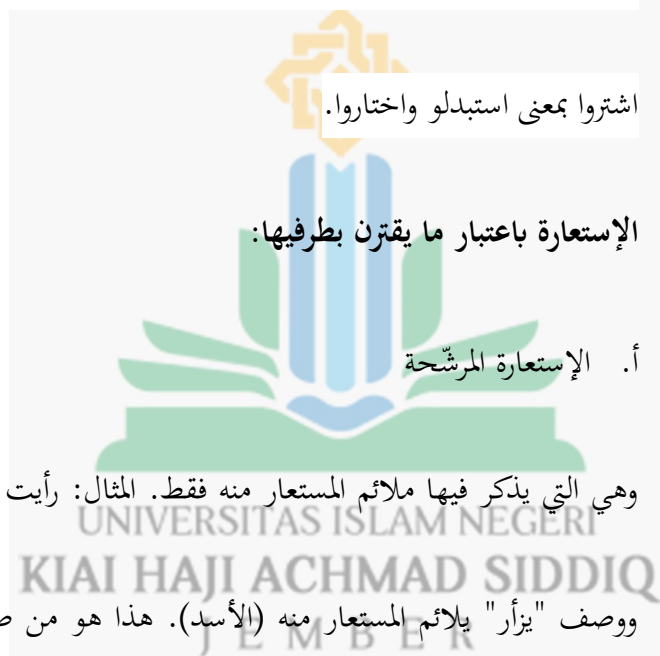 اشتروا بمعنى استبدلو واختاروا.
الإستعارة باعتبار ما يقترن بطرفيها:
أ. الإستعارة المرشّحة
وهي التي يذكر فيها ملائم المستعار منه فقط. المثال: رأيت
UNIVERSITAS ISLAM NEGERI
KIAI HAJI ACHMAD SIDDIQ
ووصف "يزأر" يلائم المستعار منه (الأسد). هذا هو من
J E M B E R